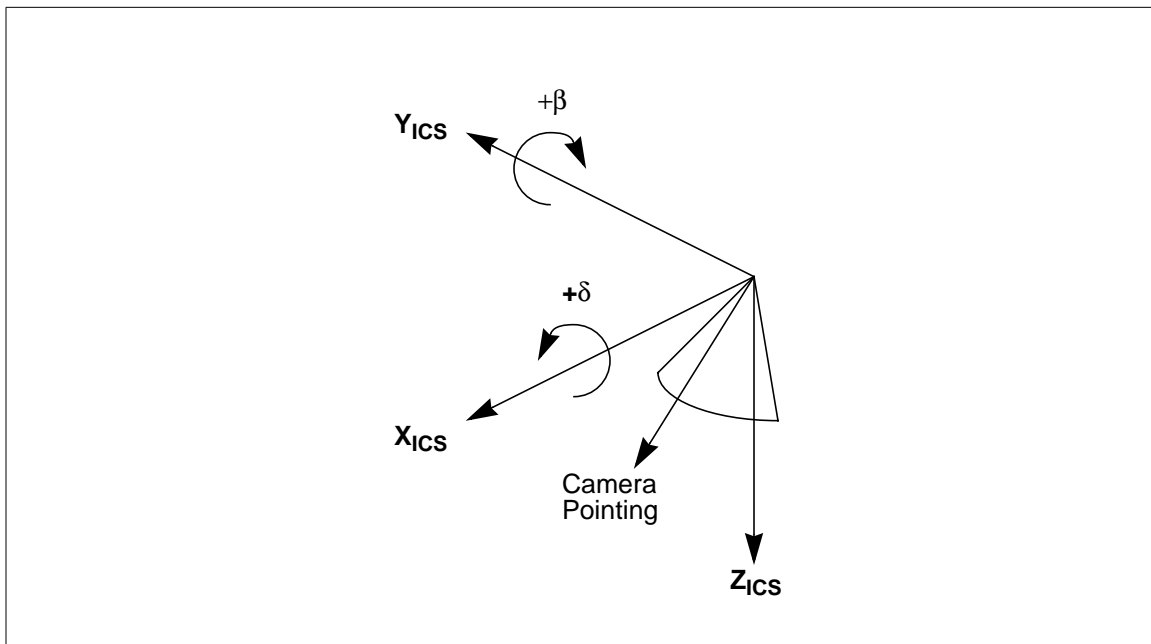 +β
Y_ICS
+δ
X_ICS
Camera
Pointing
Z_ICS